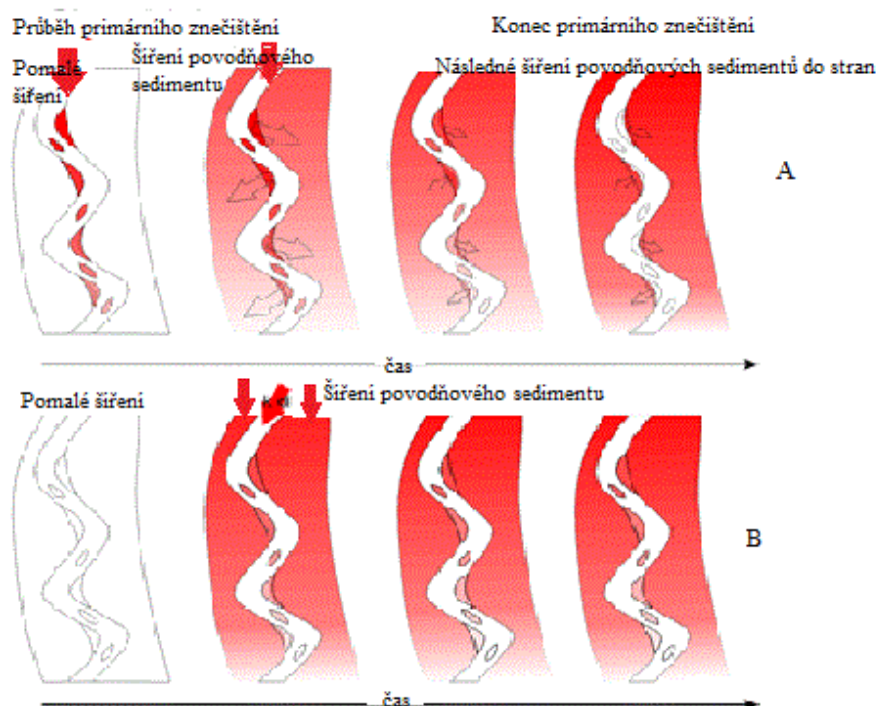 Průběh primárního znečištění
Konec primárního znečištění
Pomalé
šíření
Šíření povodňového
sedimentu
Následné šíření povodňových sedimentů do stran
A
čas
Pomalé šíření
Šíření povodňového sedimentu
B
čas